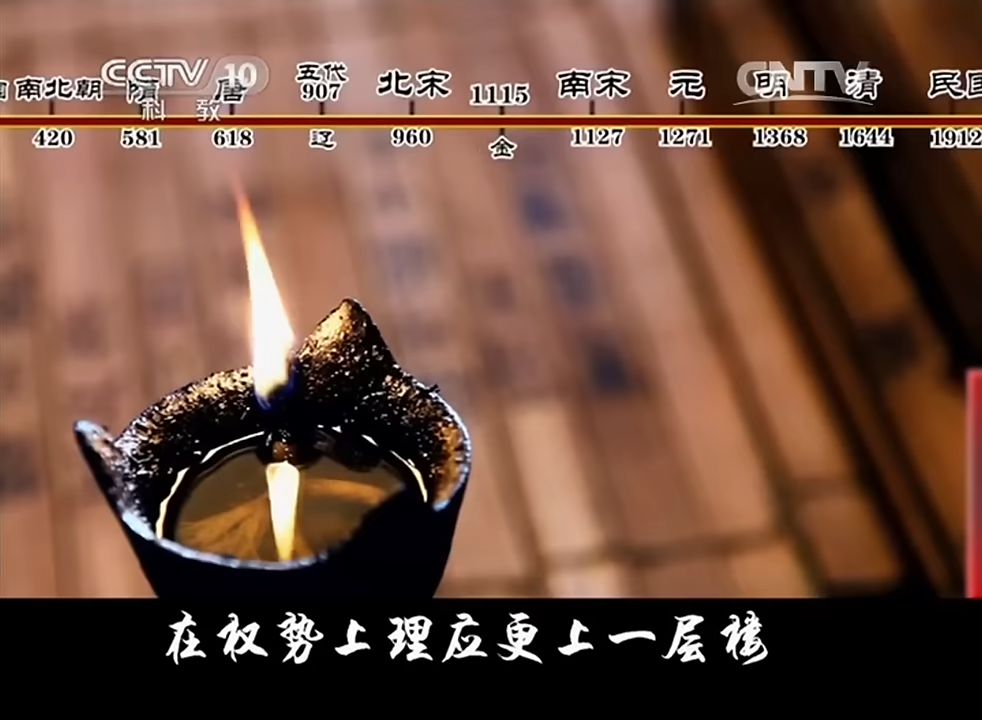 CCTV 10
科教
CNTV
南北朝 隋 唐 五代 907 北宋 1115 南宋 元 明 清 民国
420 581 618 辽 960 金 1127 1271 1368 1644 1912
在权势上理应更上一层楼